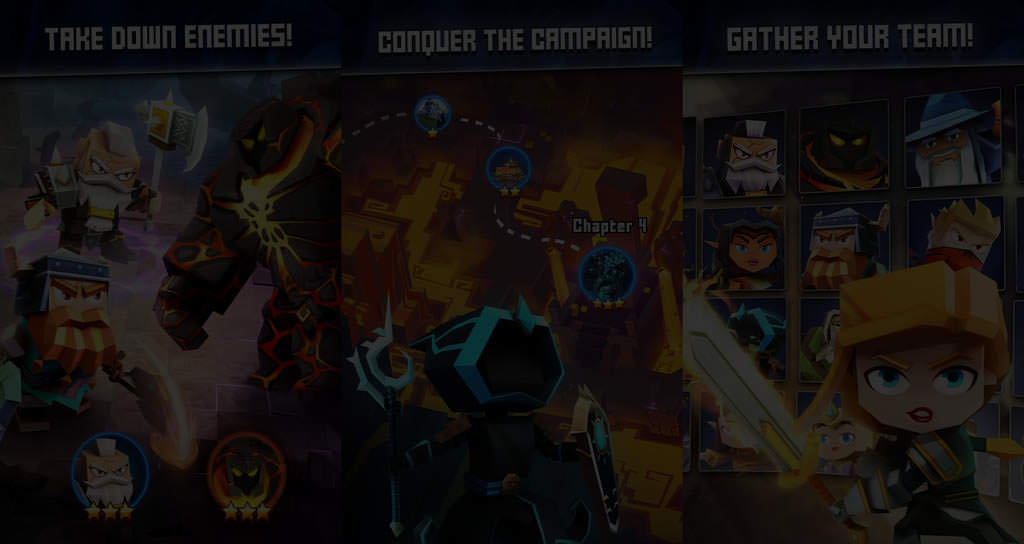 TAKE DOWN ENEMIES!
CONQUER THE CAMPAIGN!
GATHER YOUR TEAM!
Chapter 4